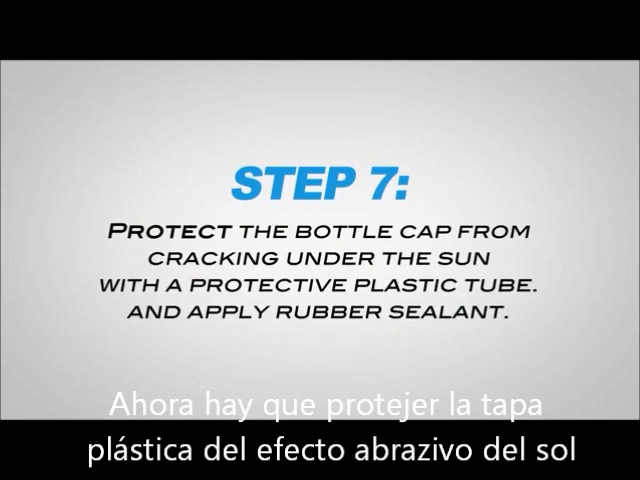 STEP 7:
PROTECT THE BOTTLE CAP FROM
CRACKING UNDER THE SUN
WITH A PROTECTIVE PLASTIC TUBE.
AND APPLY RUBBER SEALANT.
Ahora hay que protejer la tapa
plástica del efecto abrazivo del sol